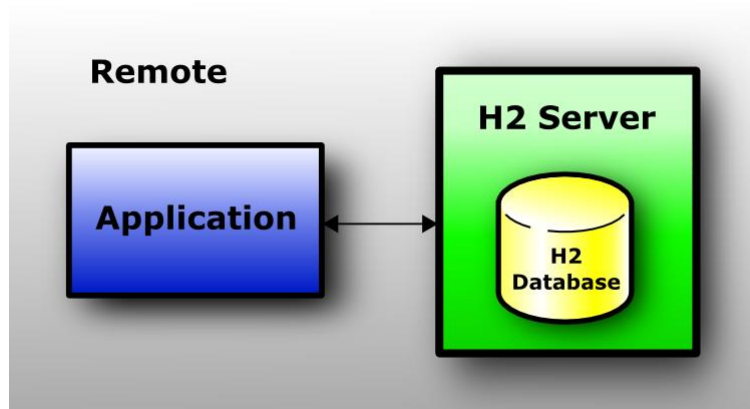 Remote
H2 Server
Application
H2
Database